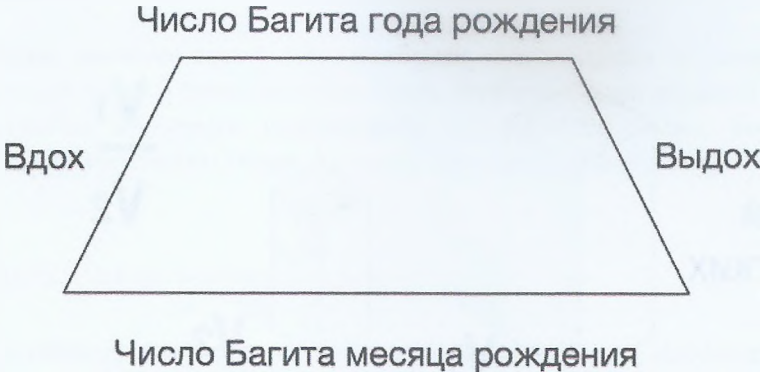 Число Багита года рождения
Вдох
Выдох
Число Багита месяца рождения